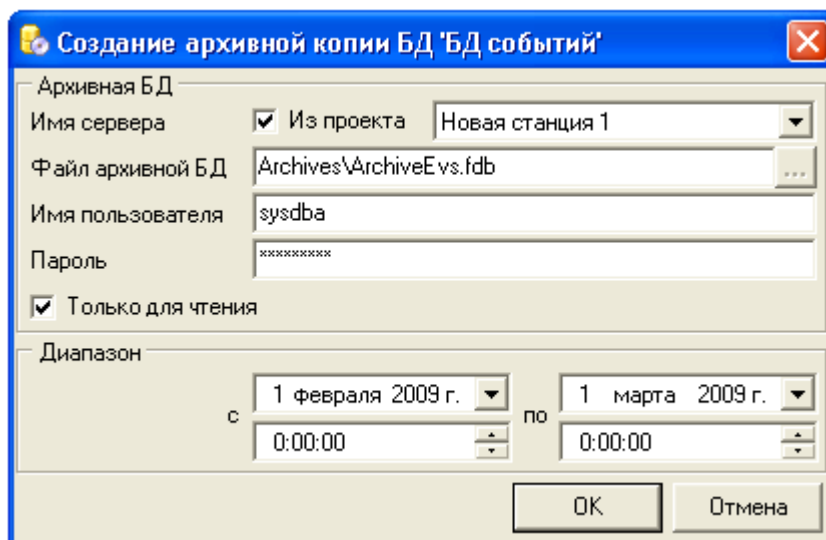 Создание архивной копии БД 'БД событий'
Архивная БД
Имя сервера Из проекта Новая станция 1
Файл архивной БД Archives\ArchiveEvs.fdb ...
Имя пользователя sysdba
Пароль *********
Только для чтения
Диапазон
с 1 февраля 2009 г. по 1 марта 2009 г.
0:00:00 0:00:00
OK Отмена